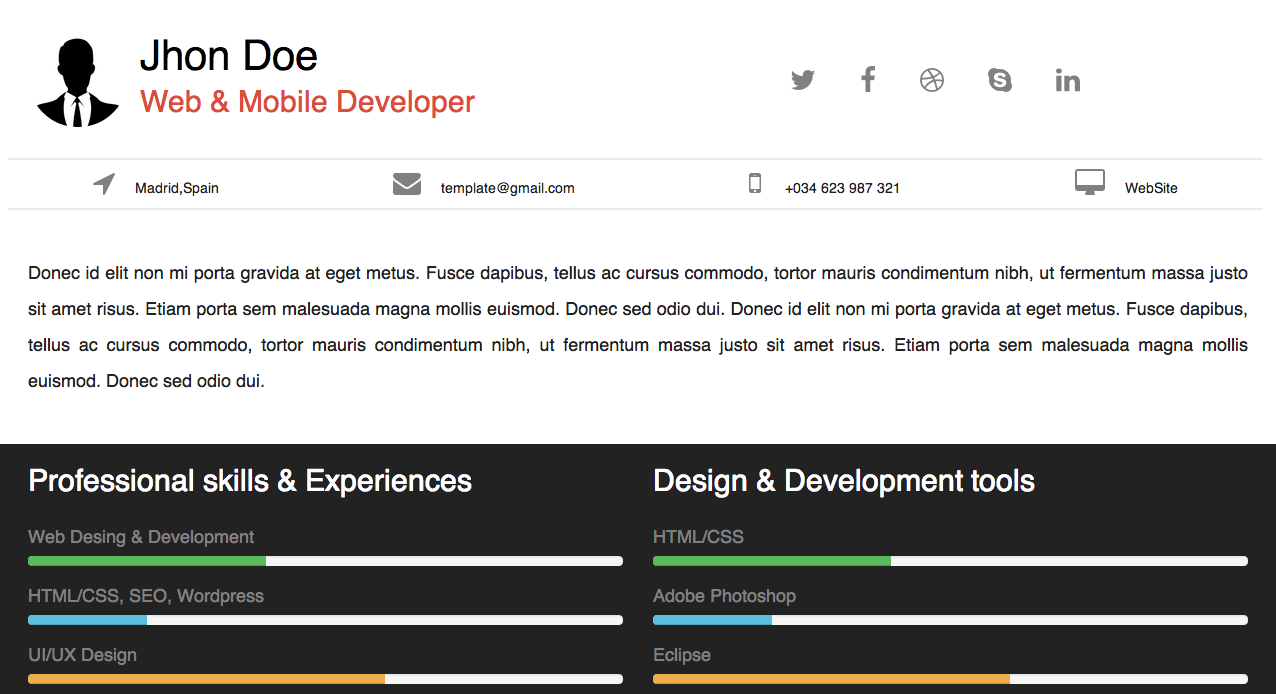 Jhon Doe
Web & Mobile Developer
Madrid,Spain
template@gmail.com
+034 623 987 321
WebSite
Donec id elit non mi porta gravida at eget metus. Fusce dapibus, tellus ac cursus commodo, tortor mauris condimentum nibh, ut fermentum massa justo
sit amet risus. Etiam porta sem malesuada magna mollis euismod. Donec sed odio dui. Donec id elit non mi porta gravida at eget metus. Fusce dapibus,
tellus ac cursus commodo, tortor mauris condimentum nibh, ut fermentum massa justo sit amet risus. Etiam porta sem malesuada magna mollis
euismod. Donec sed odio dui.
Professional skills & Experiences
Web Desing & Development
HTML/CSS, SEO, Wordpress
UI/UX Design
Design & Development tools
HTML/CSS
Adobe Photoshop
Eclipse